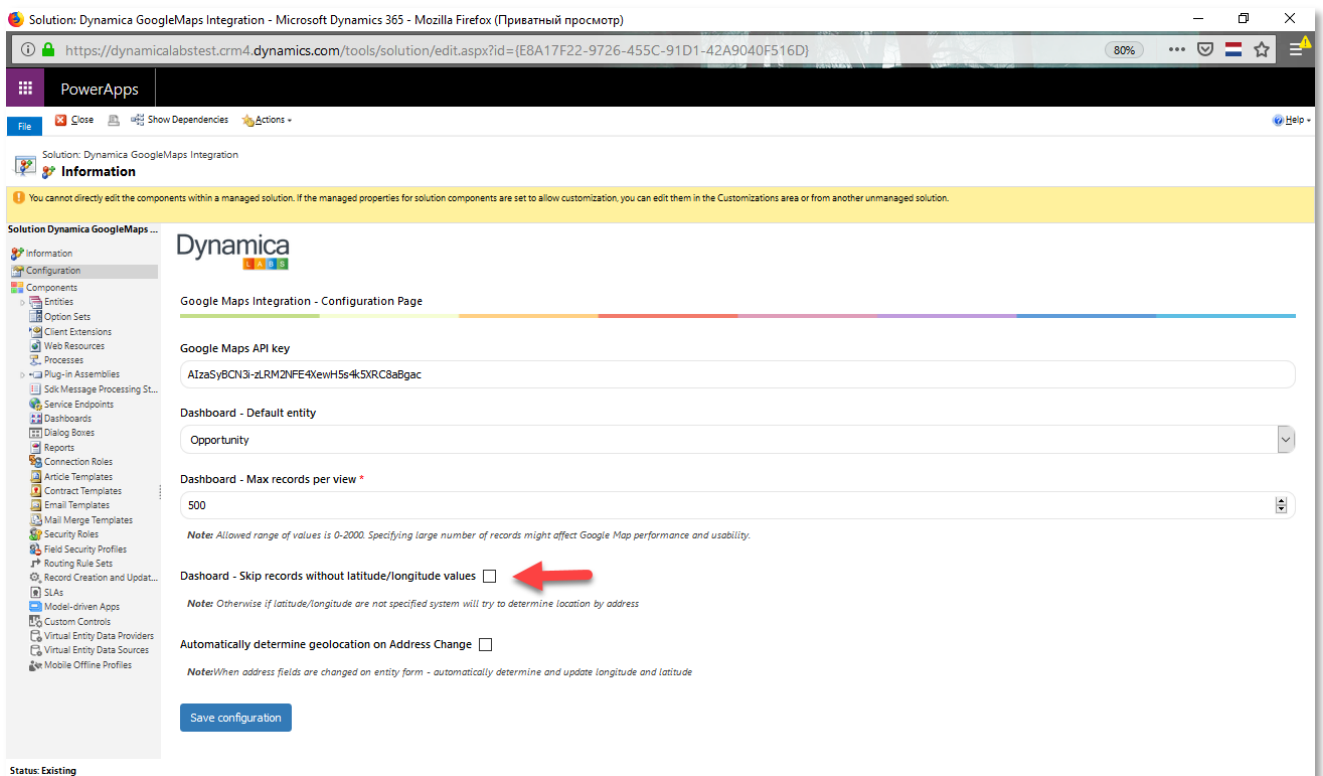 Solution: Dynamica GoogleMaps Integration - Microsoft Dynamics 365 - Mozilla Firefox (Приватный просмотр)
https://dynamicalabstest.crm4.dynamics.com/tools/solution/edit.aspx?id={E8A17F22-9726-455C-91D1-42A9040F516D}
80%
PowerApps
File
Close
Show Dependencies
Actions
Help
Solution: Dynamica GoogleMaps Integration
Information
You cannot directly edit the components within a managed solution. If the managed properties for solution components are set to allow customization, you can edit them in the Customizations area or from another unmanaged solution.
Solution Dynamica GoogleMaps ...
Information
Configuration
Components
Entities
Option Sets
Client Extensions
Web Resources
Processes
Plug-in Assemblies
Sdk Message Processing St...
Service Endpoints
Dashboards
Dialog Boxes
Reports
Connection Roles
Article Templates
Contract Templates
Email Templates
Mail Merge Templates
Security Roles
Field Security Profiles
Routing Rule Sets
Record Creation and Updat...
SLAs
Model-driven Apps
Custom Controls
Virtual Entity Data Providers
Virtual Entity Data Sources
Mobile Offline Profiles
Dynamica
LABS
Google Maps Integration - Configuration Page
Google Maps API key
AIzaSyBCN3i-zLRM2NFE4XewH5s4k5XRC8aBgac
Dashboard - Default entity
Opportunity
Dashboard - Max records per view *
500
Note: Allowed range of values is 0-2000. Specifying large number of records might affect Google Map performance and usability.
Dashoard - Skip records without latitude/longitude values
Note: Otherwise if latitude/longitude are not specified system will try to determine location by address
Automatically determine geolocation on Address Change
Note:When address fields are changed on entity form - automatically determine and update longitude and latitude
Save configuration
Status: Existing